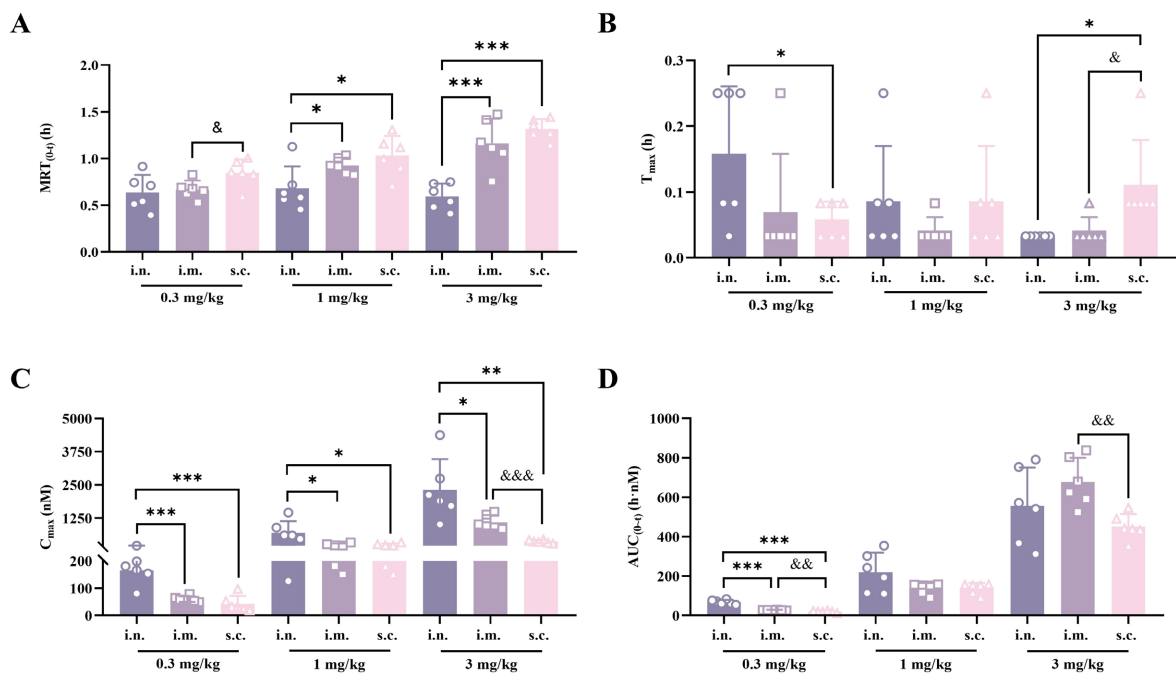 A
MRT(0-t) (h)
2.0
1.5
1.0
0.5
0.0
&
*
*
***
***
i.n. i.m. s.c. i.n. i.m. s.c. i.n. i.m. s.c.
0.3 mg/kg 1 mg/kg 3 mg/kg
B
Tmax (h)
0.3
0.2
0.1
0.0
*
*
&
i.n. i.m. s.c. i.n. i.m. s.c. i.n. i.m. s.c.
0.3 mg/kg 1 mg/kg 3 mg/kg
C
Cmax (nM)
5000
3750
2500
1250
200
100
0
***
***
*
*
**
*
&&&
i.n. i.m. s.c. i.n. i.m. s.c. i.n. i.m. s.c.
0.3 mg/kg 1 mg/kg 3 mg/kg
D
AUC(0-t) (h·nM)
1000
800
600
400
200
0
***
***
&&
&&
i.n. i.m. s.c. i.n. i.m. s.c. i.n. i.m. s.c.
0.3 mg/kg 1 mg/kg 3 mg/kg